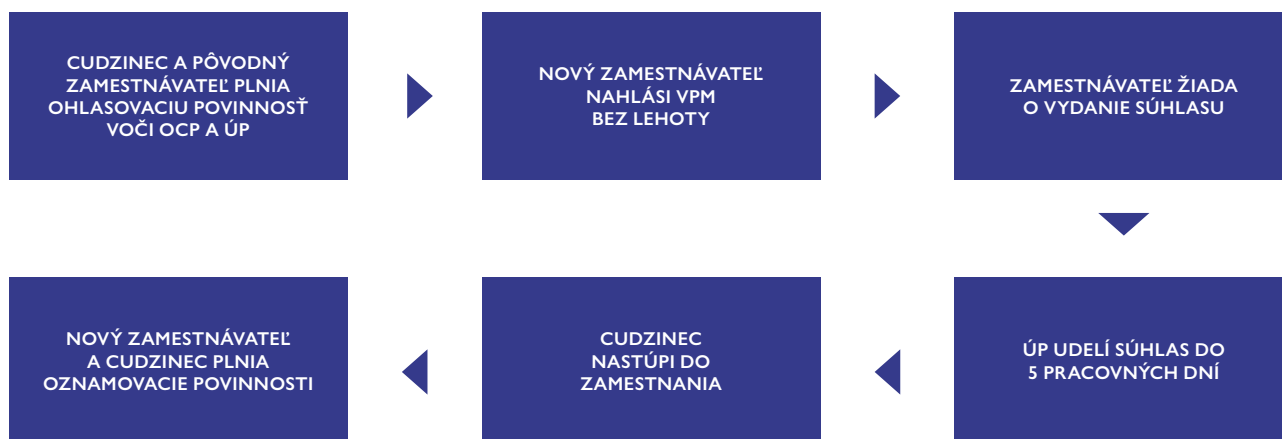 CUDZINEC A PÔVODNÝ
ZAMESTNÁVATEĽ PLNIA
OHLASOVACIU POVINNOSŤ
VOČI OCP A ÚP
NOVÝ ZAMESTNÁVATEĽ
NAHLÁSI VPM
BEZ LEHOTY
ZAMESTNÁVATEĽ ŽIADA
O VYDANIE SÚHLASU
ÚP UDELÍ SÚHLAS DO
5 PRACOVNÝCH DNÍ
CUDZINEC
NASTÚPI DO
ZAMESTNANIA
NOVÝ ZAMESTNÁVATEĽ
A CUDZINEC PLNIA
OZNAMOVACIE POVINNOSTI